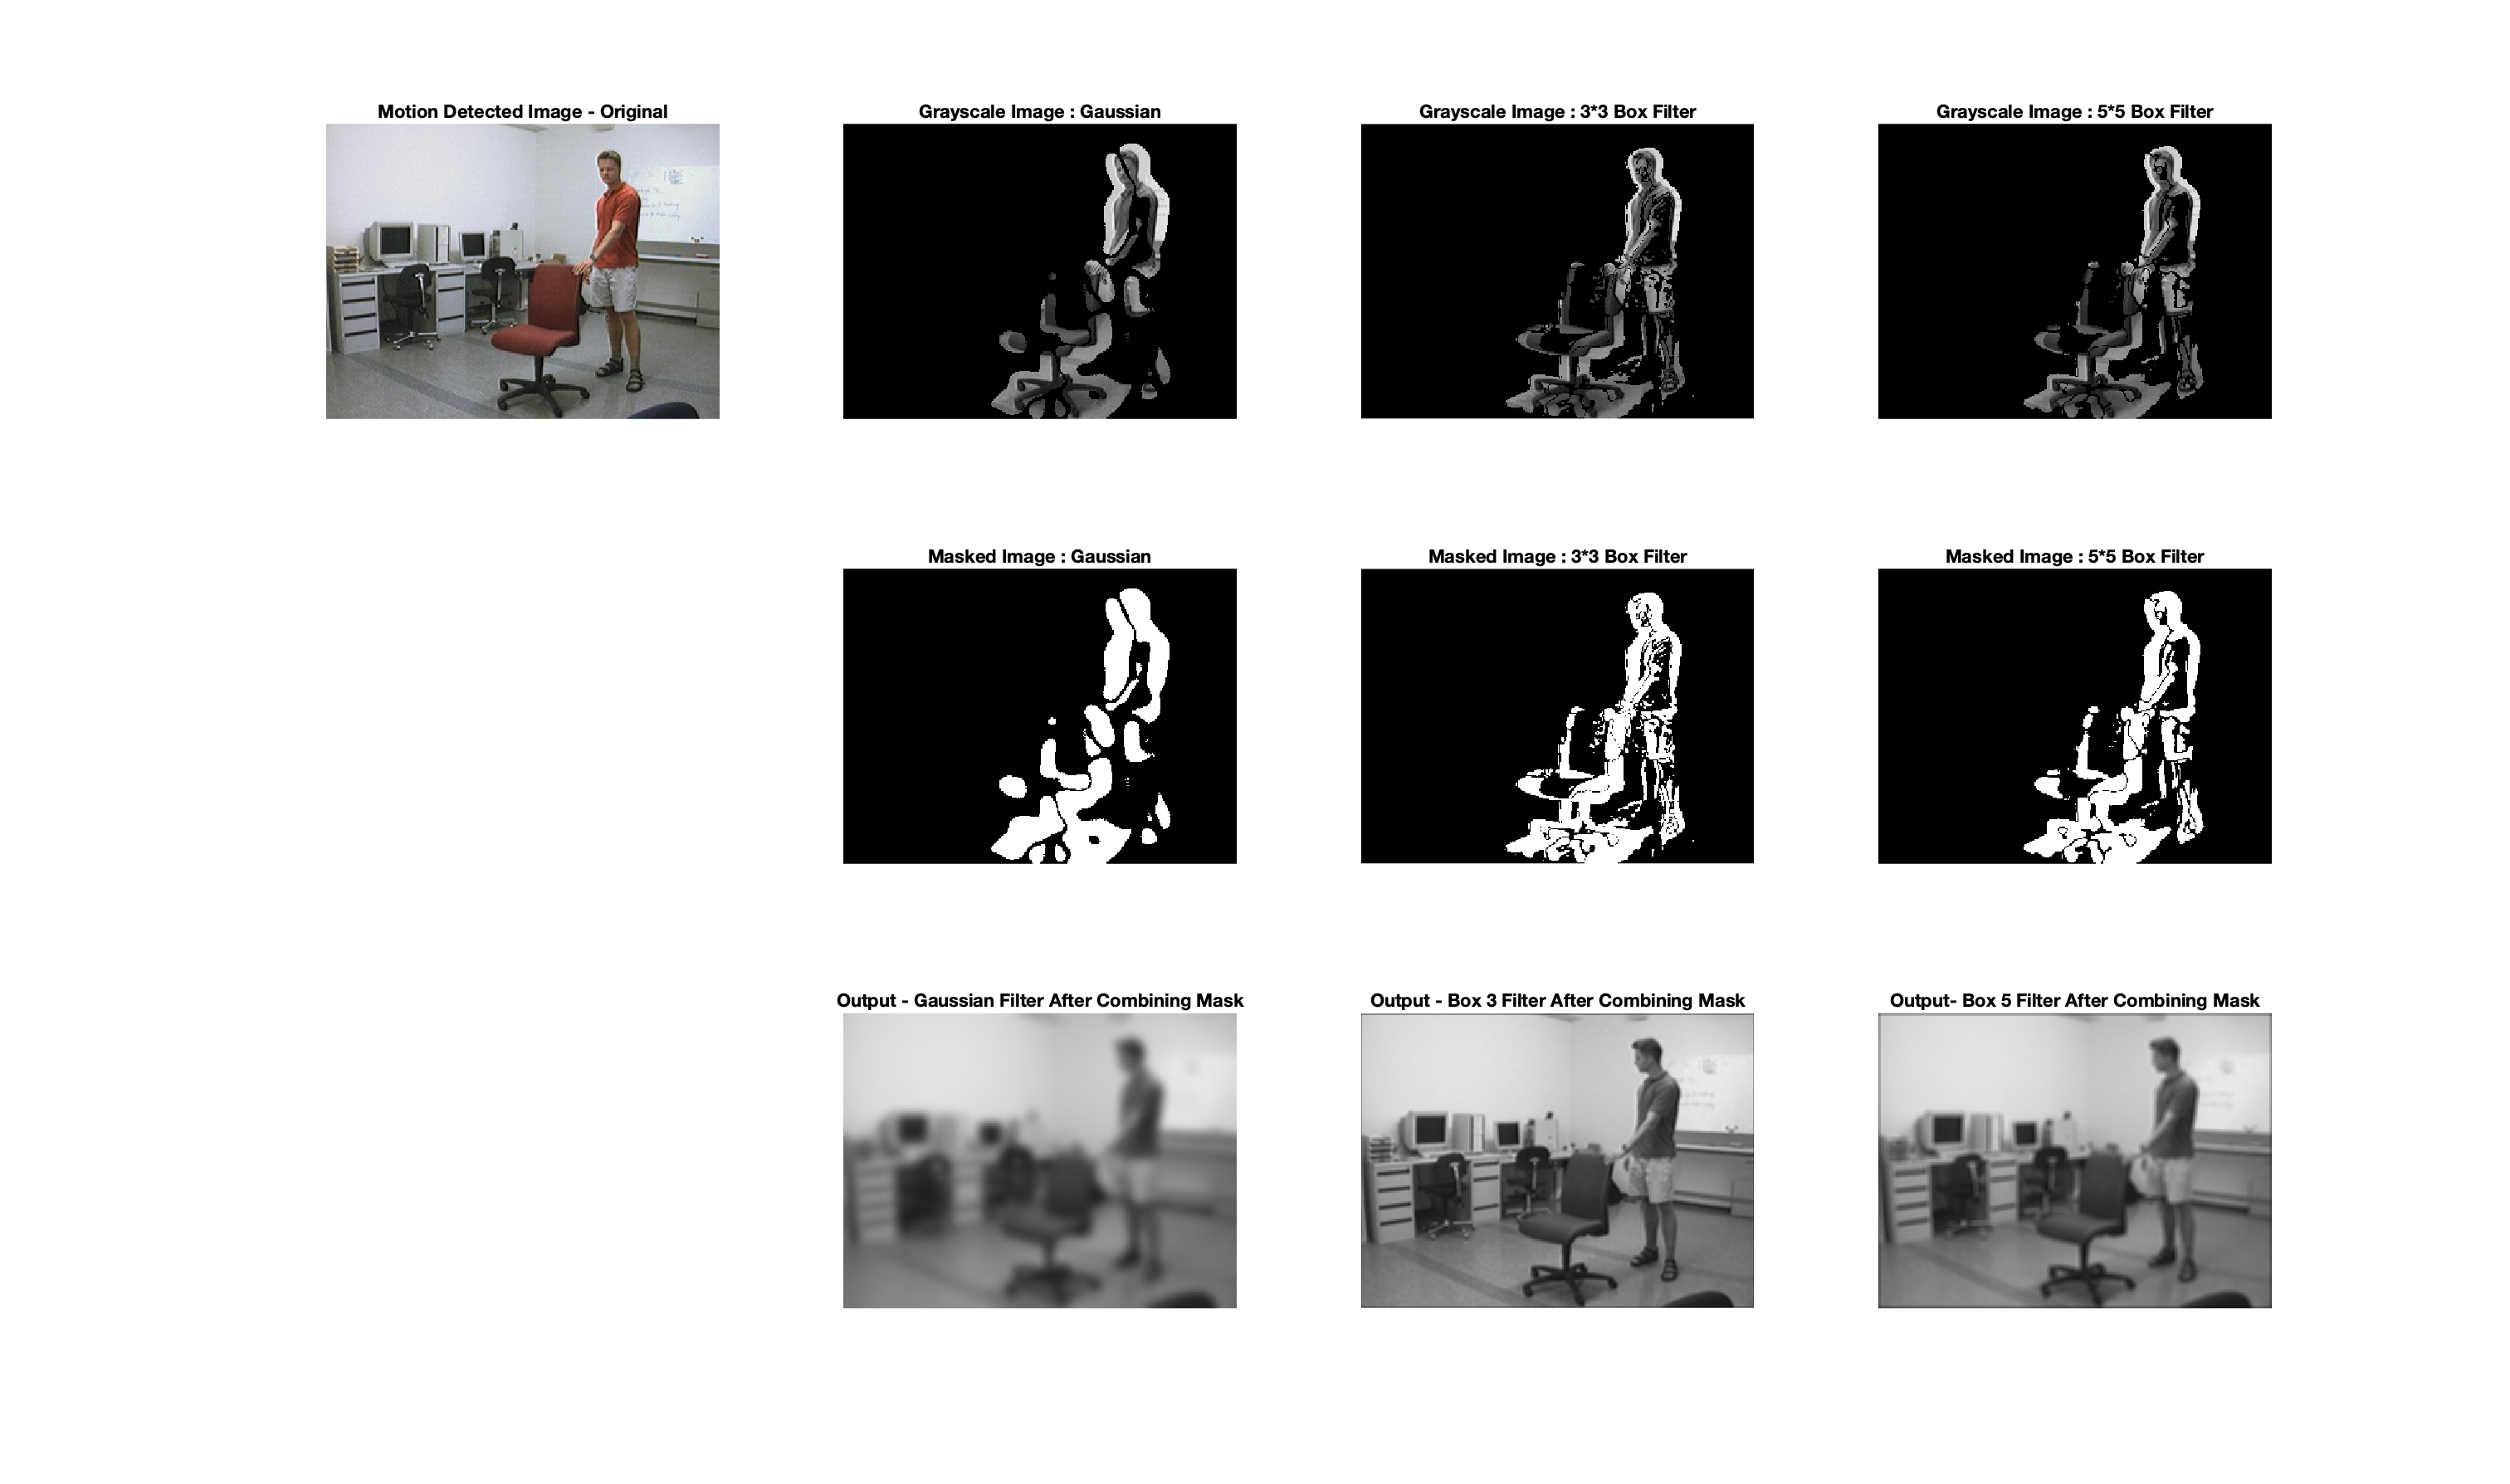 Motion Detected Image - Original
Grayscale Image : Gaussian
Grayscale Image : 3*3 Box Filter
Grayscale Image : 5*5 Box Filter
Masked Image : Gaussian
Masked Image : 3*3 Box Filter
Masked Image : 5*5 Box Filter
Output - Gaussian Filter After Combining Mask
Output - Box 3 Filter After Combining Mask
Output- Box 5 Filter After Combining Mask